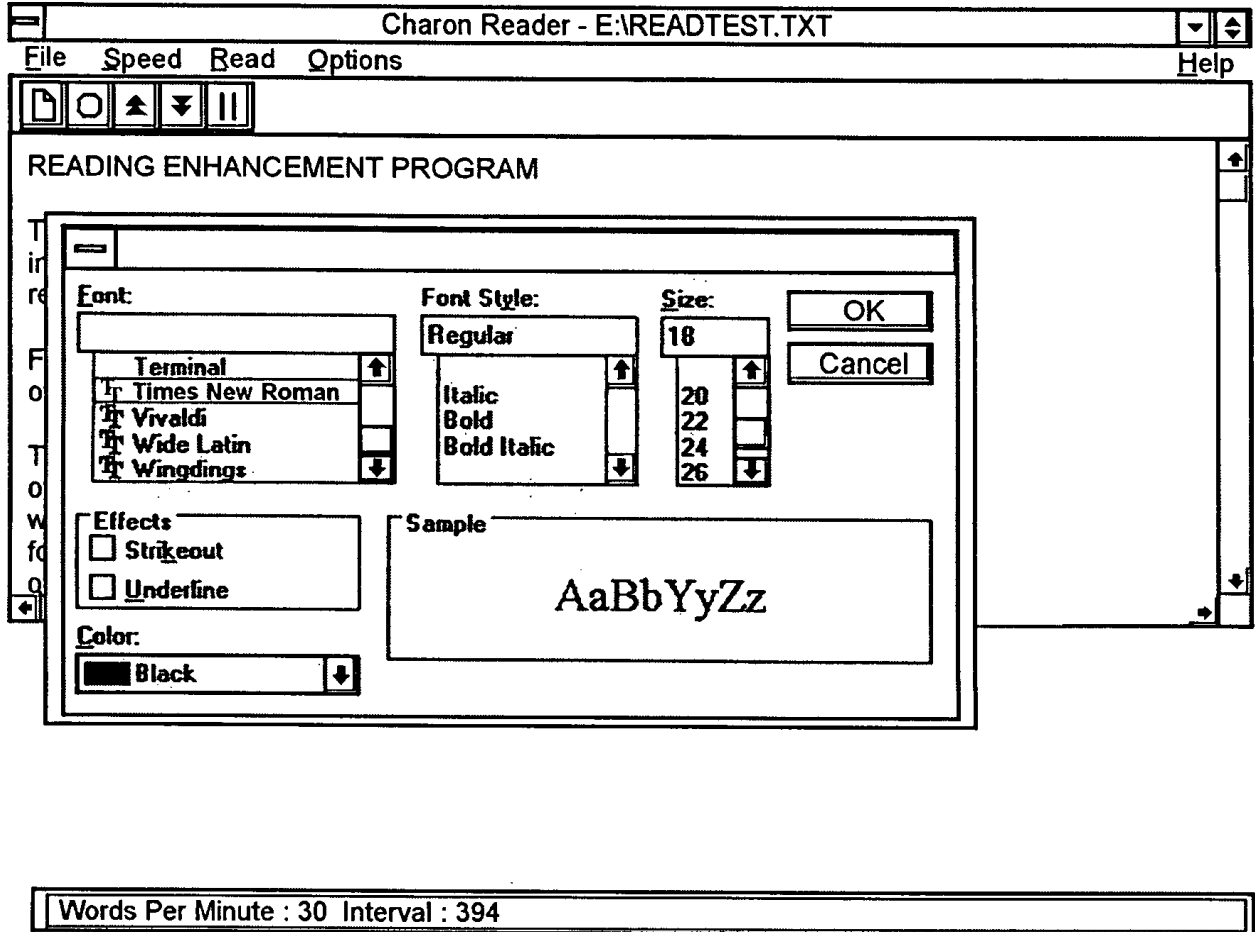 Charon Reader - E:\READTEST.TXT
File Speed Read Options Help
READING ENHANCEMENT PROGRAM
Font:
Font Style:
Size:
OK
Regular
18
Cancel
Terminal
Times New Roman
Vivaldi
Wide Latin
Wingdings
Italic
Bold
Bold Italic
20
22
24
26
Effects
Strikeout
Underline
Sample
AaBbYyZz
Color:
Black
Words Per Minute : 30 Interval : 394